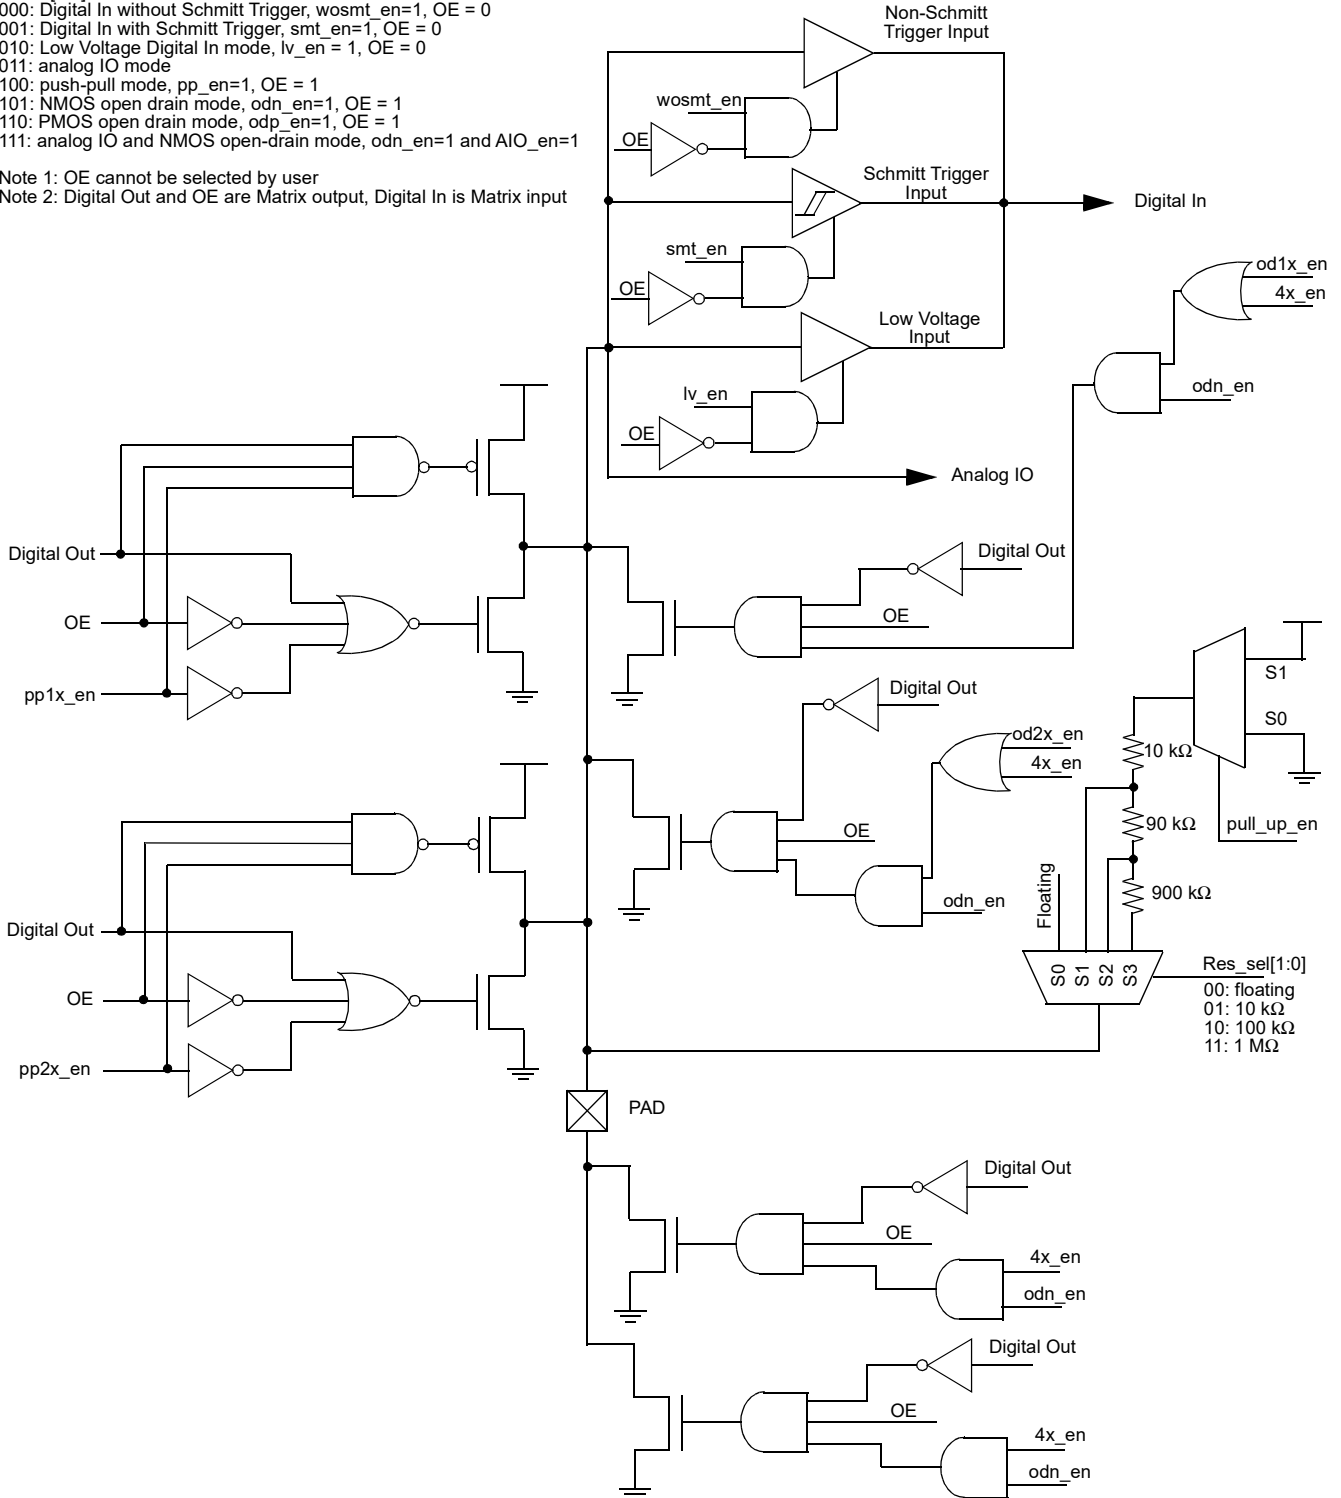 000: Digital In without Schmitt Trigger, wosmt_en=1, OE = 0
001: Digital In with Schmitt Trigger, smt_en=1, OE = 0
010: Low Voltage Digital In mode, lv_en = 1, OE = 0
011: analog IO mode
100: push-pull mode, pp_en=1, OE = 1
101: NMOS open drain mode, odn_en=1, OE = 1
110: PMOS open drain mode, odp_en=1, OE = 1
111: analog IO and NMOS open-drain mode, odn_en=1 and AIO_en=1
Note 1: OE cannot be selected by user
Note 2: Digital Out and OE are Matrix output, Digital In is Matrix input
Non-Schmitt
Trigger Input
wosmt_en
OE
Schmitt Trigger
Input
Digital In
smt_en
OE
od1x_en
4x_en
Low Voltage
Input
lv_en
OE
odn_en
Analog IO
Digital Out
OE
pp1x_en
Digital Out
OE
S1
S0
10 kΩ
90 kΩ
900 kΩ
pull_up_en
Digital Out
od2x_en
4x_en
OE
odn_en
Floating
S0
S1
S2
S3
Res_sel[1:0]
00: floating
01: 10 kΩ
10: 100 kΩ
11: 1 MΩ
Digital Out
OE
pp2x_en
PAD
Digital Out
OE
4x_en
odn_en
Digital Out
OE
4x_en
odn_en